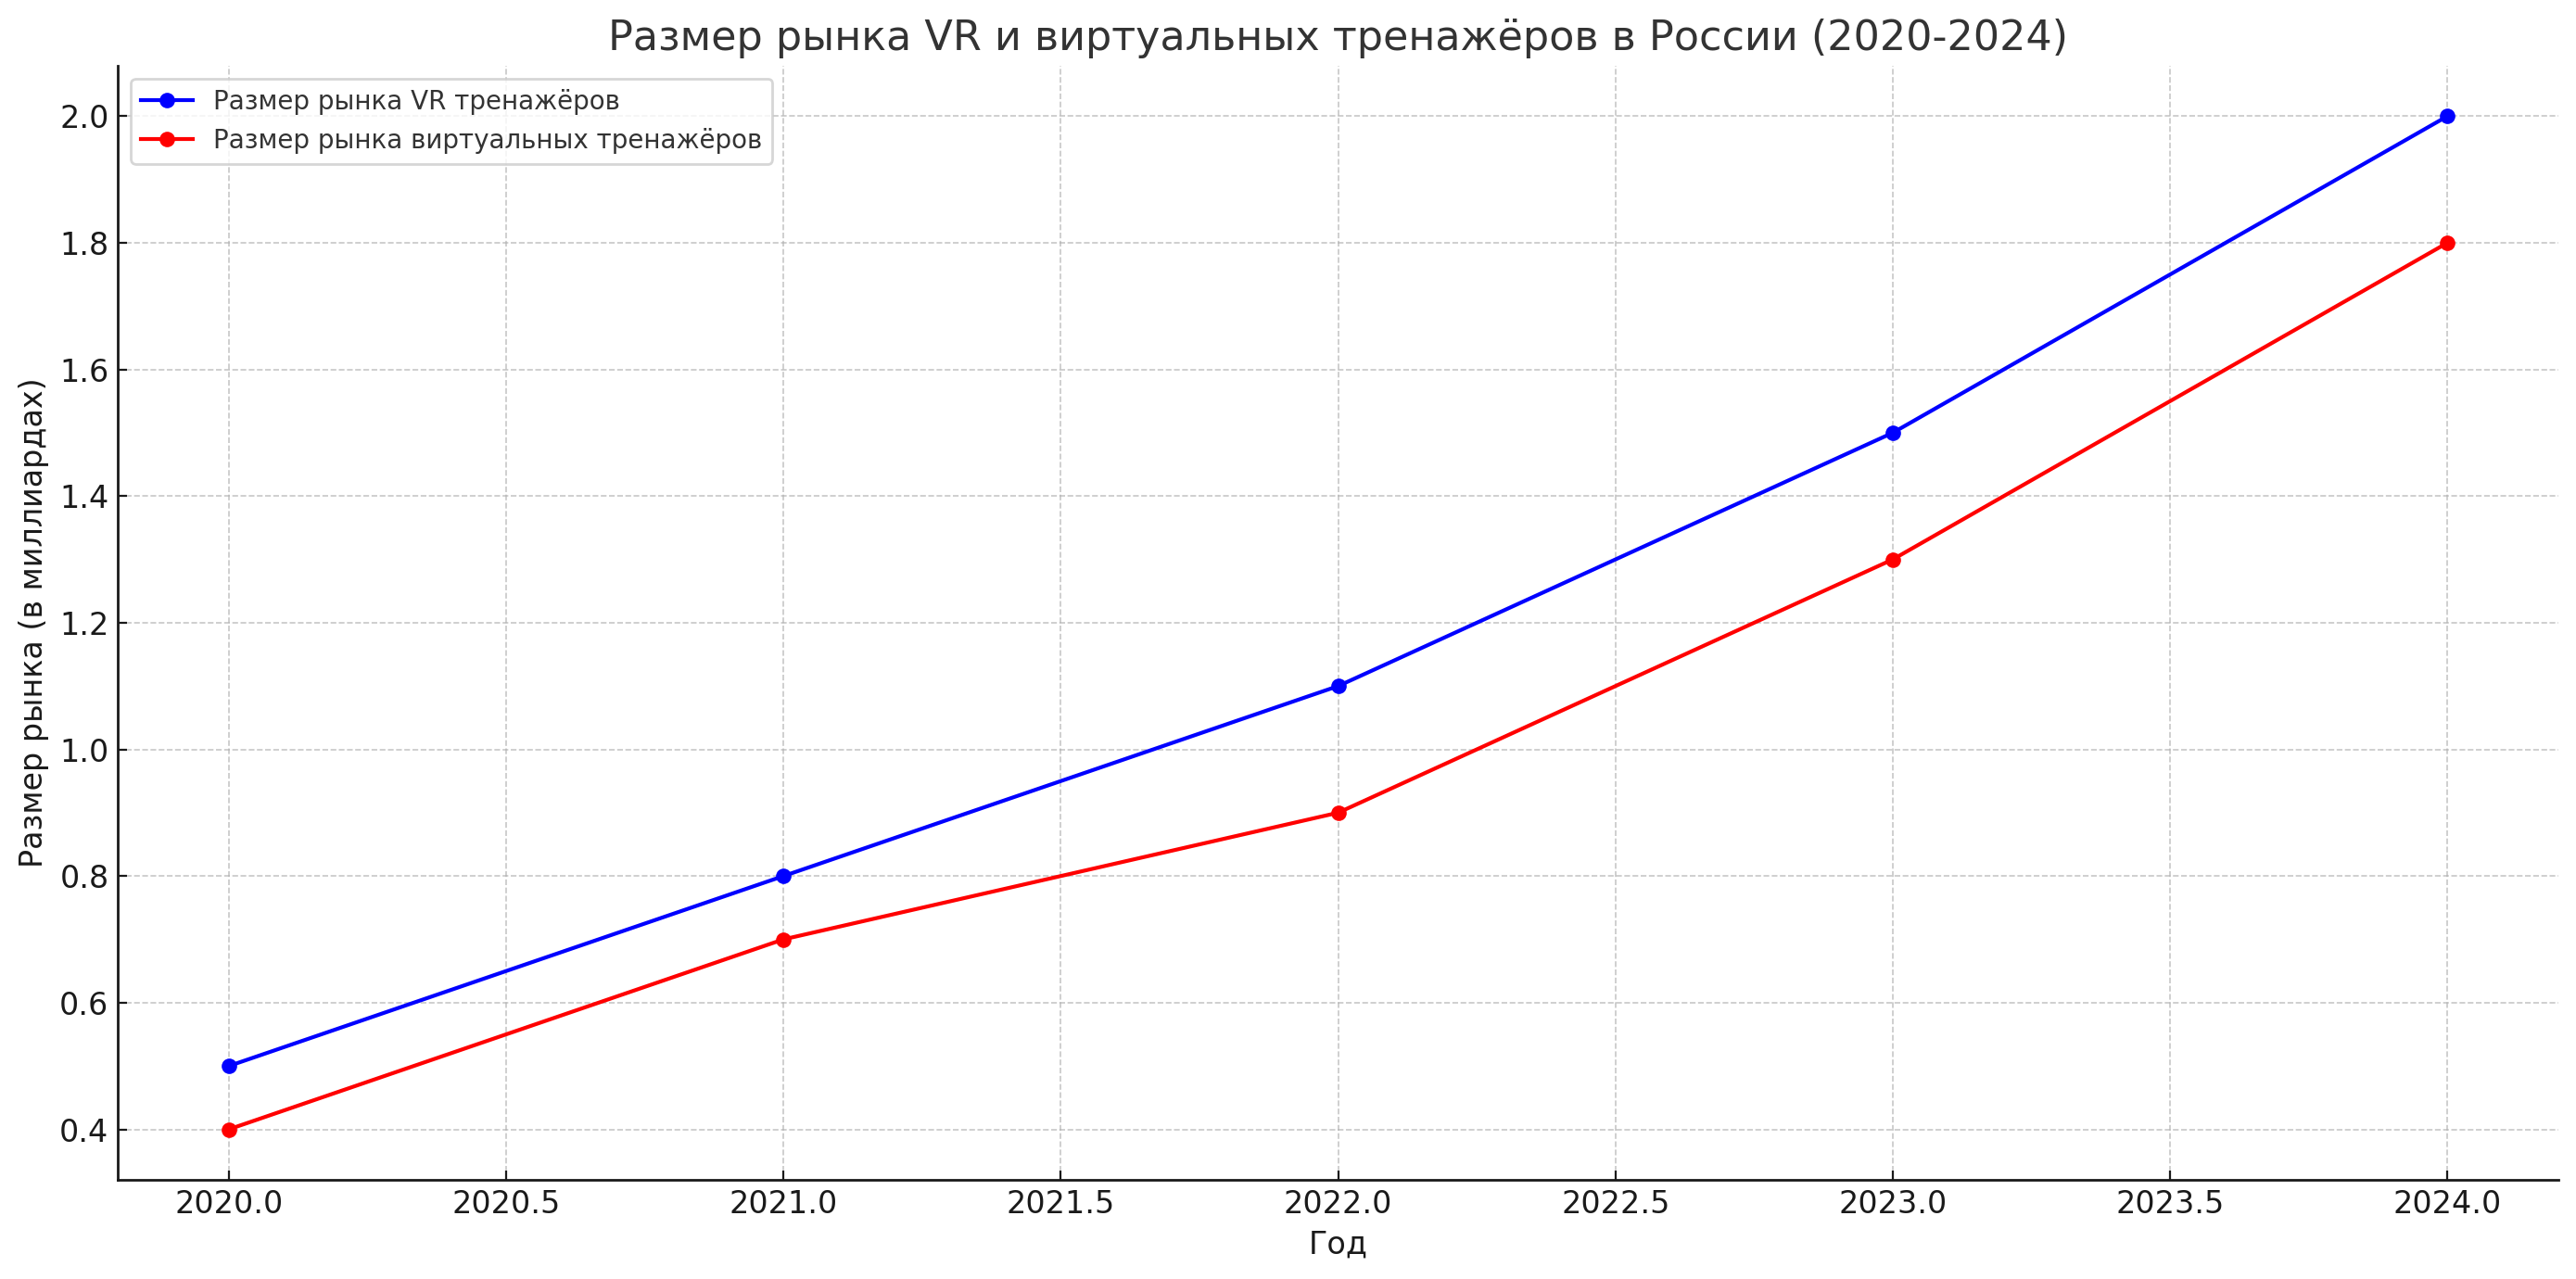 Размер рынка VR и виртуальных тренажёров в России (2020-2024)
Размер рынка VR тренажёров
Размер рынка виртуальных тренажёров
Размер рынка (в миллиардах)
2.0
1.8
1.6
1.4
1.2
1.0
0.8
0.6
0.4
2020.0 2020.5 2021.0 2021.5 2022.0 2022.5 2023.0 2023.5 2024.0
Год